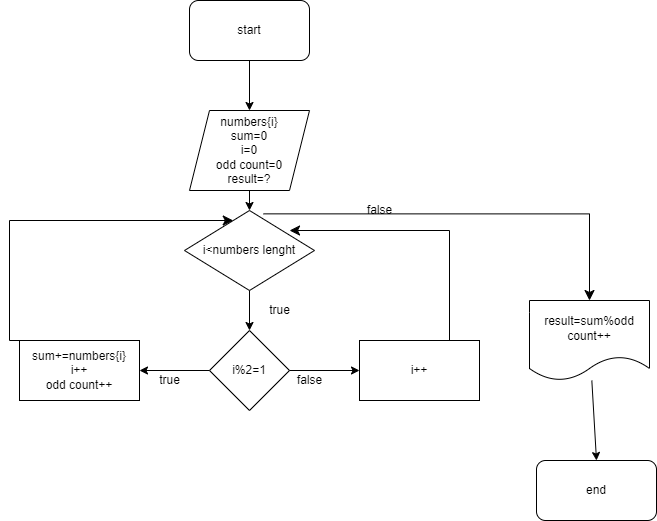 start
numbers{i}
sum=0
i=0
odd count=0
result=?
false
i<numbers lenght
true
result=sum%odd
count++
sum+=numbers{i}
i++
odd count++
true
i%2=1
false
i++
end